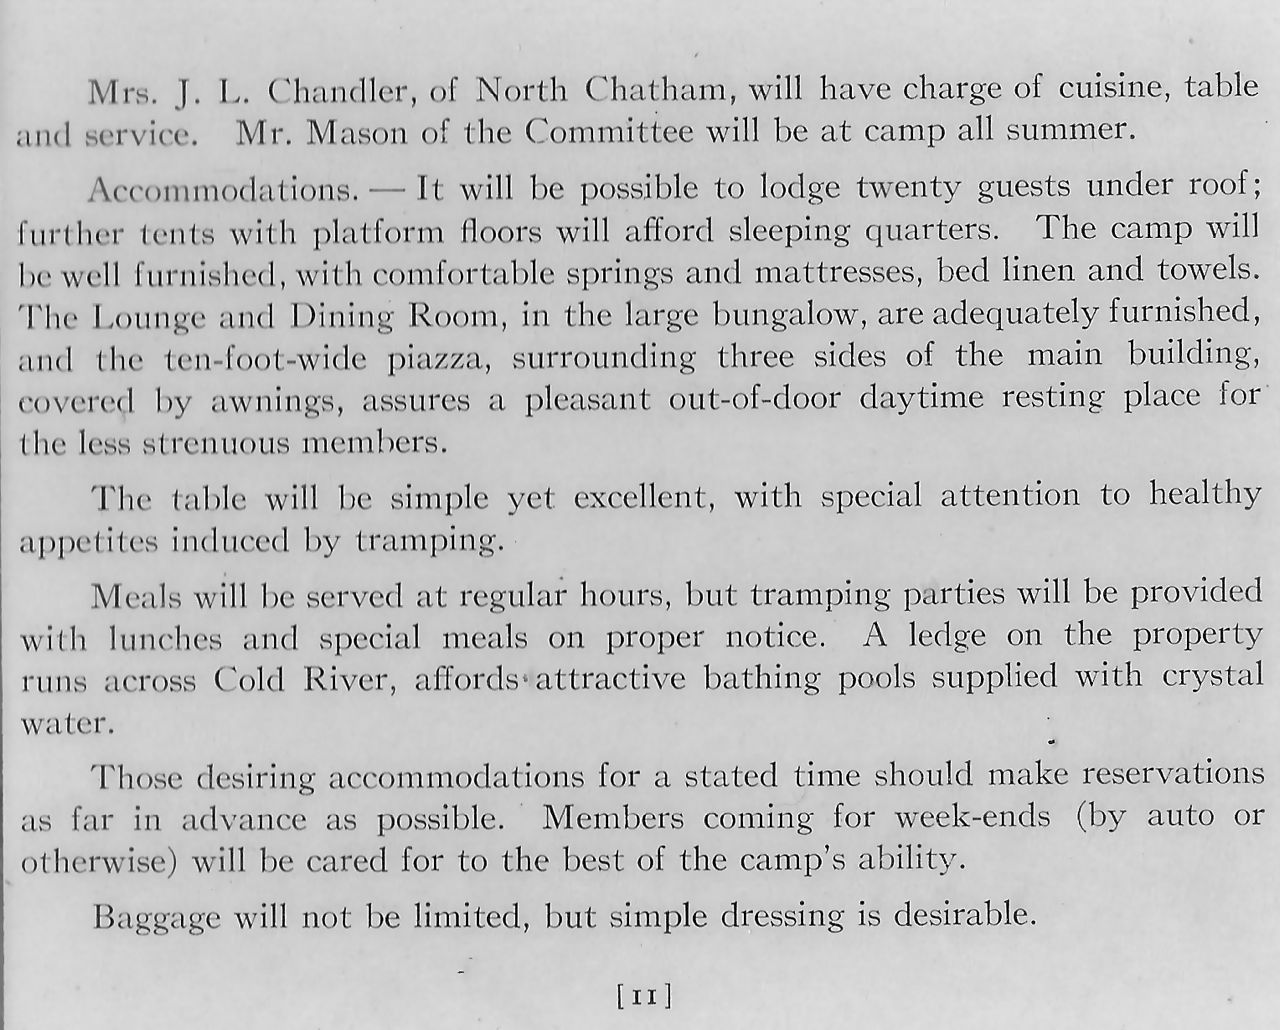 Mrs. J. L. Chandler, of North Chatham, will have charge of cuisine, table
and service. Mr. Mason of the Committee will be at camp all summer.
Accommodations. — It will be possible to lodge twenty guests under roof;
further tents with platform floors will afford sleeping quarters. The camp will
be well furnished, with comfortable springs and mattresses, bed linen and towels.
The Lounge and Dining Room, in the large bungalow, are adequately furnished,
and the ten-foot-wide piazza, surrounding three sides of the main building,
covered by awnings, assures a pleasant out-of-door daytime resting place for
the less strenuous members.
The table will be simple yet excellent, with special attention to healthy
appetites induced by tramping.
Meals will be served at regular hours, but tramping parties will be provided
with lunches and special meals on proper notice. A ledge on the property
runs across Cold River, affords attractive bathing pools supplied with crystal
water.
Those desiring accommodations for a stated time should make reservations
as far in advance as possible. Members coming for week-ends (by auto or
otherwise) will be cared for to the best of the camp's ability.
Baggage will not be limited, but simple dressing is desirable.
[11]